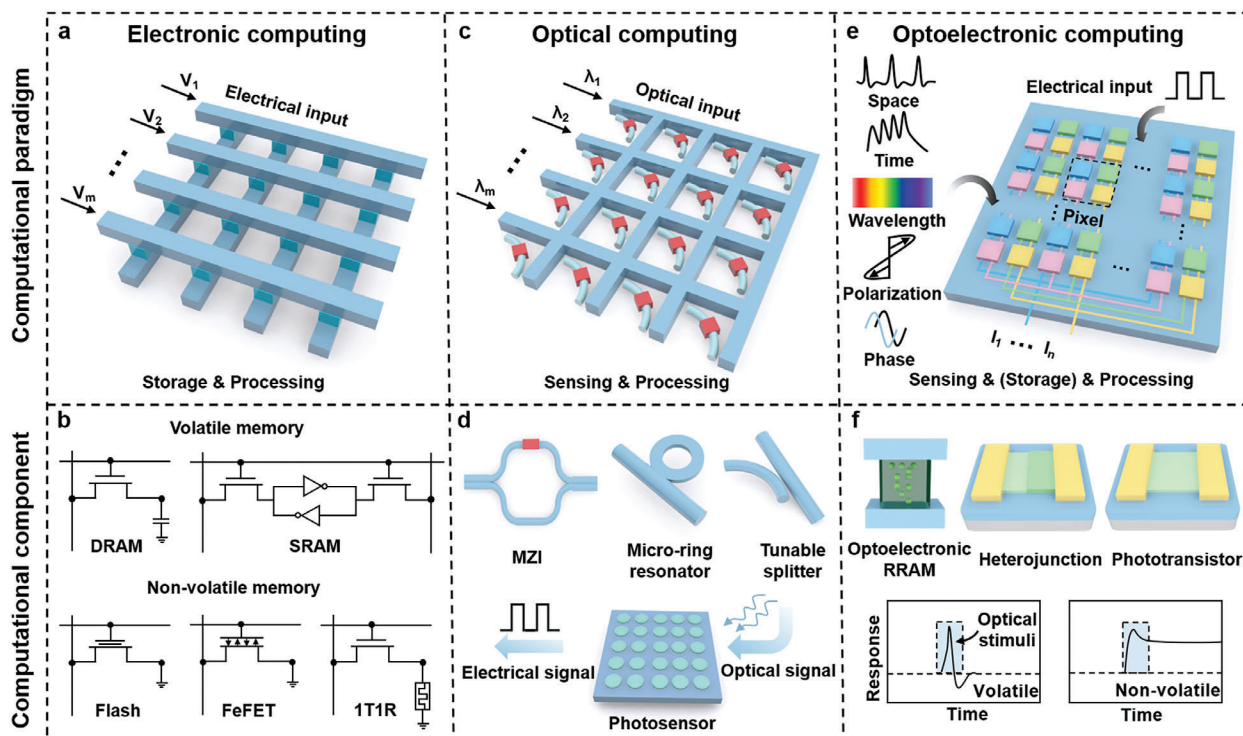 Computational paradigm
Computational component
a
Electronic computing
V1
V2
Vm
Electrical input
Storage & Processing
c
Optical computing
λ1
λ2
λm
Optical input
Sensing & Processing
e
Optoelectronic computing
Space
Time
Wavelength
Polarization
Phase
Electrical input
Pixel
I1
In
Sensing & (Storage) & Processing
b
Volatile memory
DRAM
SRAM
Non-volatile memory
Flash
FeFET
1T1R
d
MZI
Micro-ring
resonator
Tunable
splitter
Electrical signal
Optical signal
Photosensor
f
Optoelectronic
RRAM
Heterojunction
Phototransistor
Response
Optical
stimuli
Volatile
Time
Non-volatile
Time